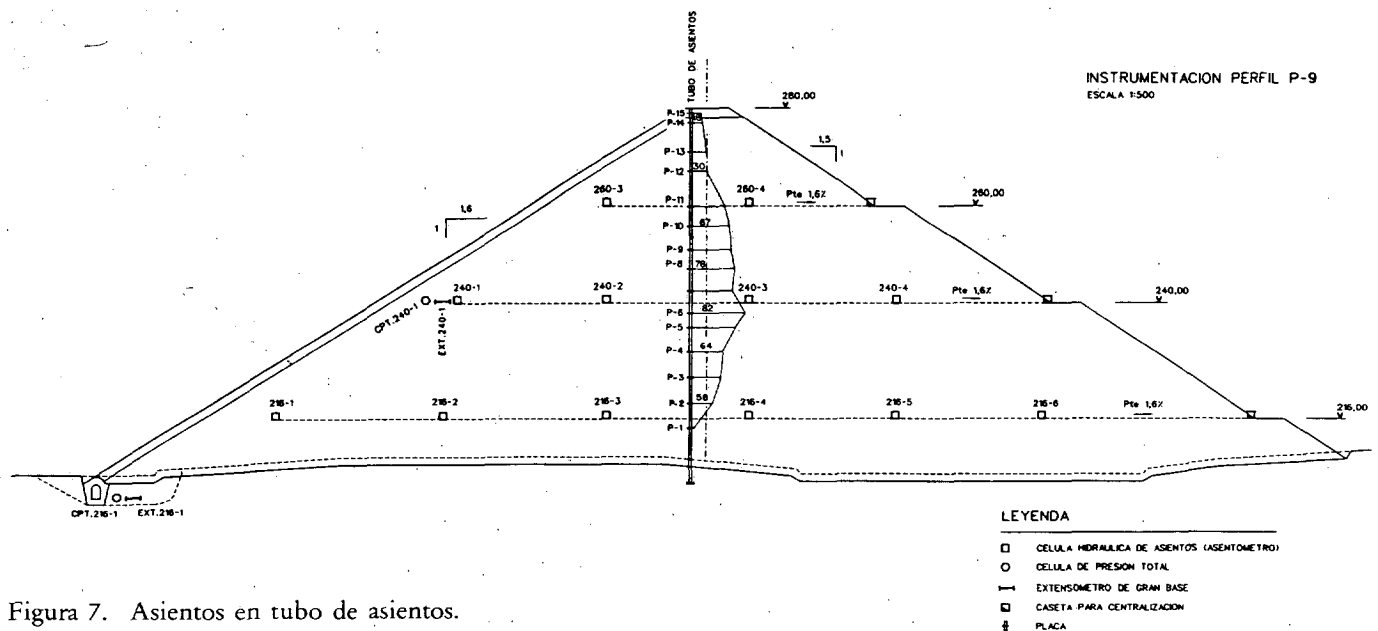 TUBO DE ASIENTOS
INSTRUMENTACION PERFIL P-9
ESCALA 1:500
280,00
P-15
P-14
P-13
P-12
30
1,5
1
260-3
260-4
Pte 1,6%
260,00
P-11
1,6
1
P-10
67
P-9
P-8
78
240-1
240-2
240-3
240-4
Pte 1,6%
240,00
CPT.240-1
EXT.240-1
P-6
82
P-5
P-4
64
P-3
P-2
58
216-1
216-2
216-3
216-4
216-5
216-6
Pte 1,6%
216,00
P-1
CPT.216-1
EXT.216-1
LEYENDA
CELULA HIDRAULICA DE ASIENTOS (ASENTOMETRO)
CELULA DE PRESION TOTAL
EXTENSOMETRO DE GRAN BASE
CASETA PARA CENTRALIZACION
PLACA
Figura 7. Asientos en tubo de asientos.